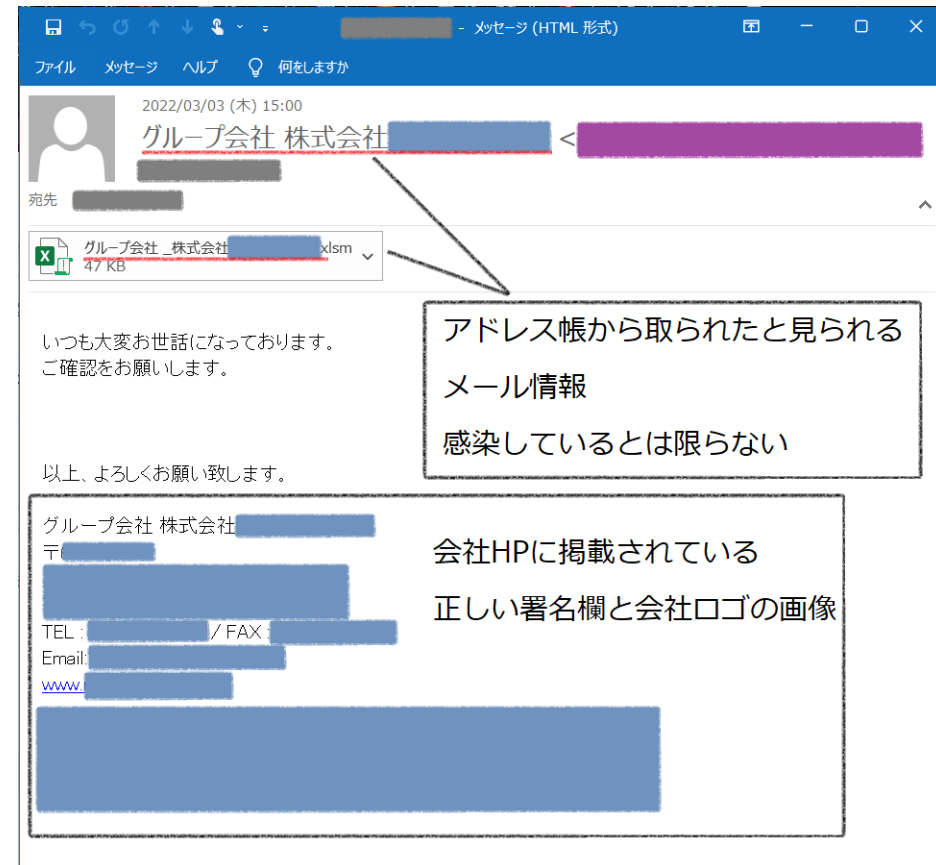 - メッセージ (HTML 形式)
ファイル メッセージ ヘルプ 何をしますか
2022/03/03 (木) 15:00
グループ会社 株式会社 <
宛先
グループ会社 _株式会社 xlsm
47 KB
アドレス帳から取られたと見られる
メール情報
感染しているとは限らない
いつも大変お世話になっております。
ご確認をお願いします。
以上、よろしくお願い致します。
グループ会社 株式会社
〒
TEL : / FAX :
Email:
www.
会社HPに掲載されている
正しい署名欄と会社ロゴの画像